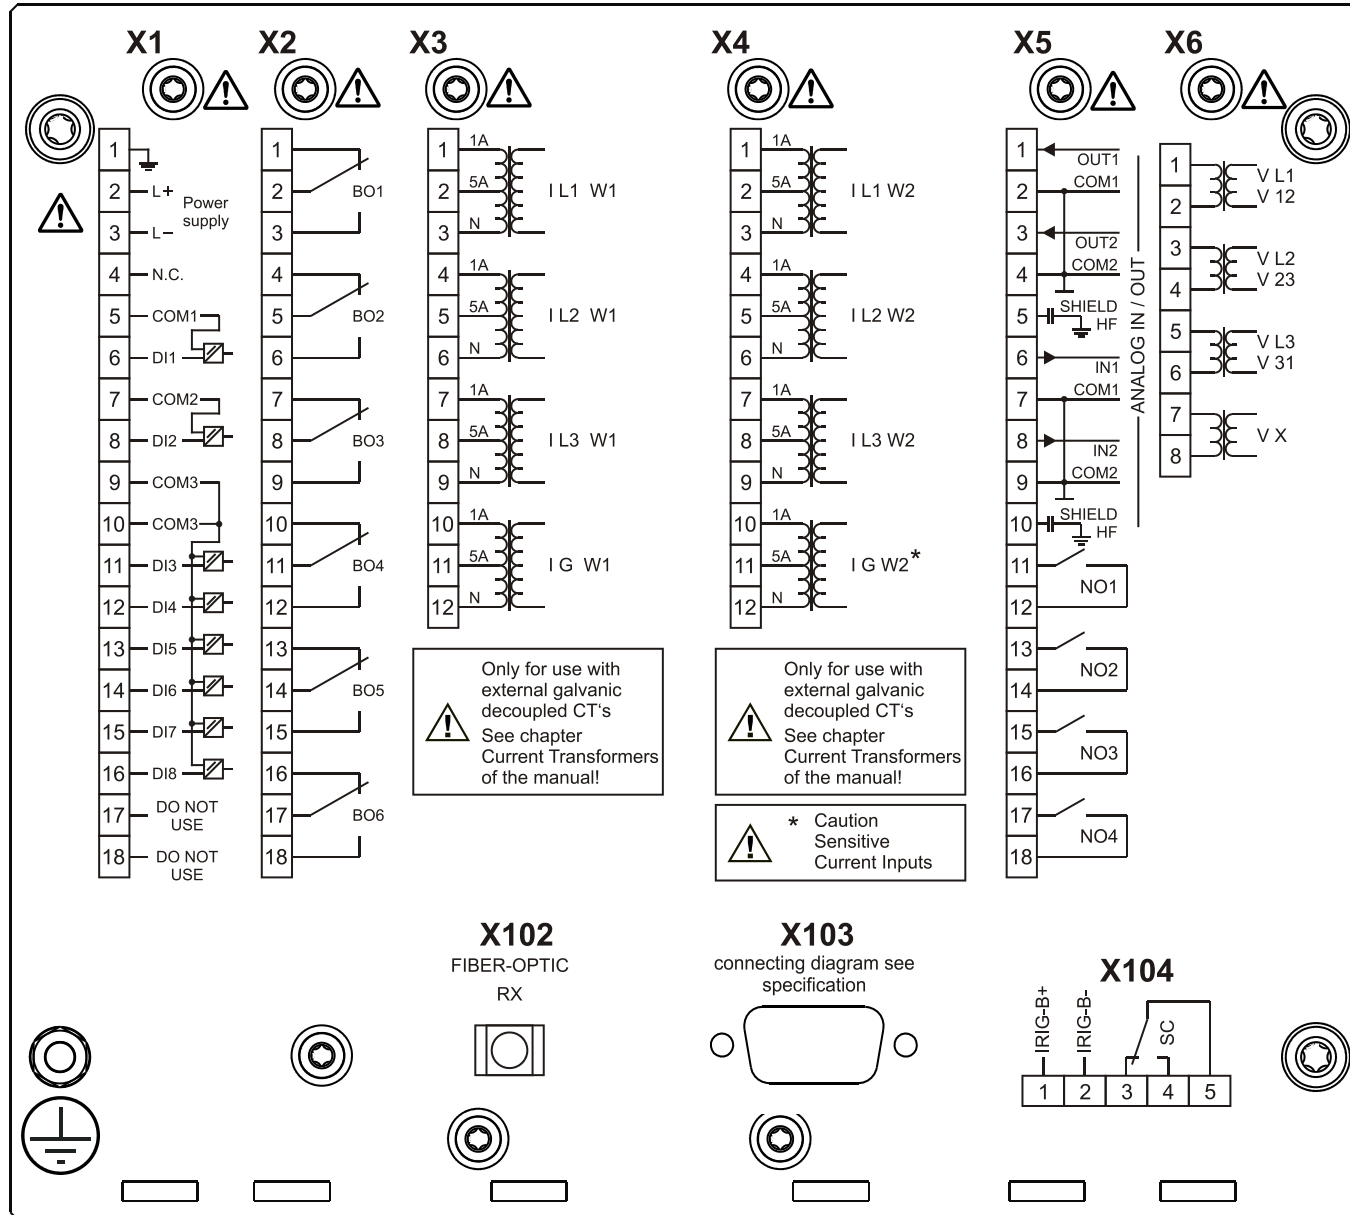 X1
1
2 L+
Power
supply
3 L−
4 N.C.
5 COM1
6 DI1
7 COM2
8 DI2
9 COM3
10 COM3
11 DI3
12 DI4
13 DI5
14 DI6
15 DI7
16 DI8
17 DO NOT
USE
18 DO NOT
USE
X2
1
2 BO1
3
4
5 BO2
6
7
8 BO3
9
10
11 BO4
12
13
14 BO5
15
16
17 BO6
18
X3
1 1A
2 5A I L1 W1
3 N
4 1A
5 5A I L2 W1
6 N
7 1A
8 5A I L3 W1
9 N
10 1A
11 5A I G W1
12 N
Only for use with
external galvanic
decoupled CT's
See chapter
Current Transformers
of the manual!
X4
1 1A
2 5A I L1 W2
3 N
4 1A
5 5A I L2 W2
6 N
7 1A
8 5A I L3 W2
9 N
10 1A
11 5A I G W2*
12 N
Only for use with
external galvanic
decoupled CT's
See chapter
Current Transformers
of the manual!
* Caution
Sensitive
Current Inputs
X5
1 OUT1
2 COM1
3 OUT2
4 COM2
5 SHIELD
HF
6 IN1
7 COM1
8 IN2
9 COM2
10 SHIELD
HF
ANALOG IN / OUT
11
NO1
12
13
NO2
14
15
NO3
16
17
NO4
18
X6
1 V L1
2 V 12
3 V L2
4 V 23
5 V L3
6 V 31
7
V X
8
X102
FIBER-OPTIC
RX
X103
connecting diagram see
specification
X104
IRIG-B+
IRIG-B-
SC
1 2 3 4 5